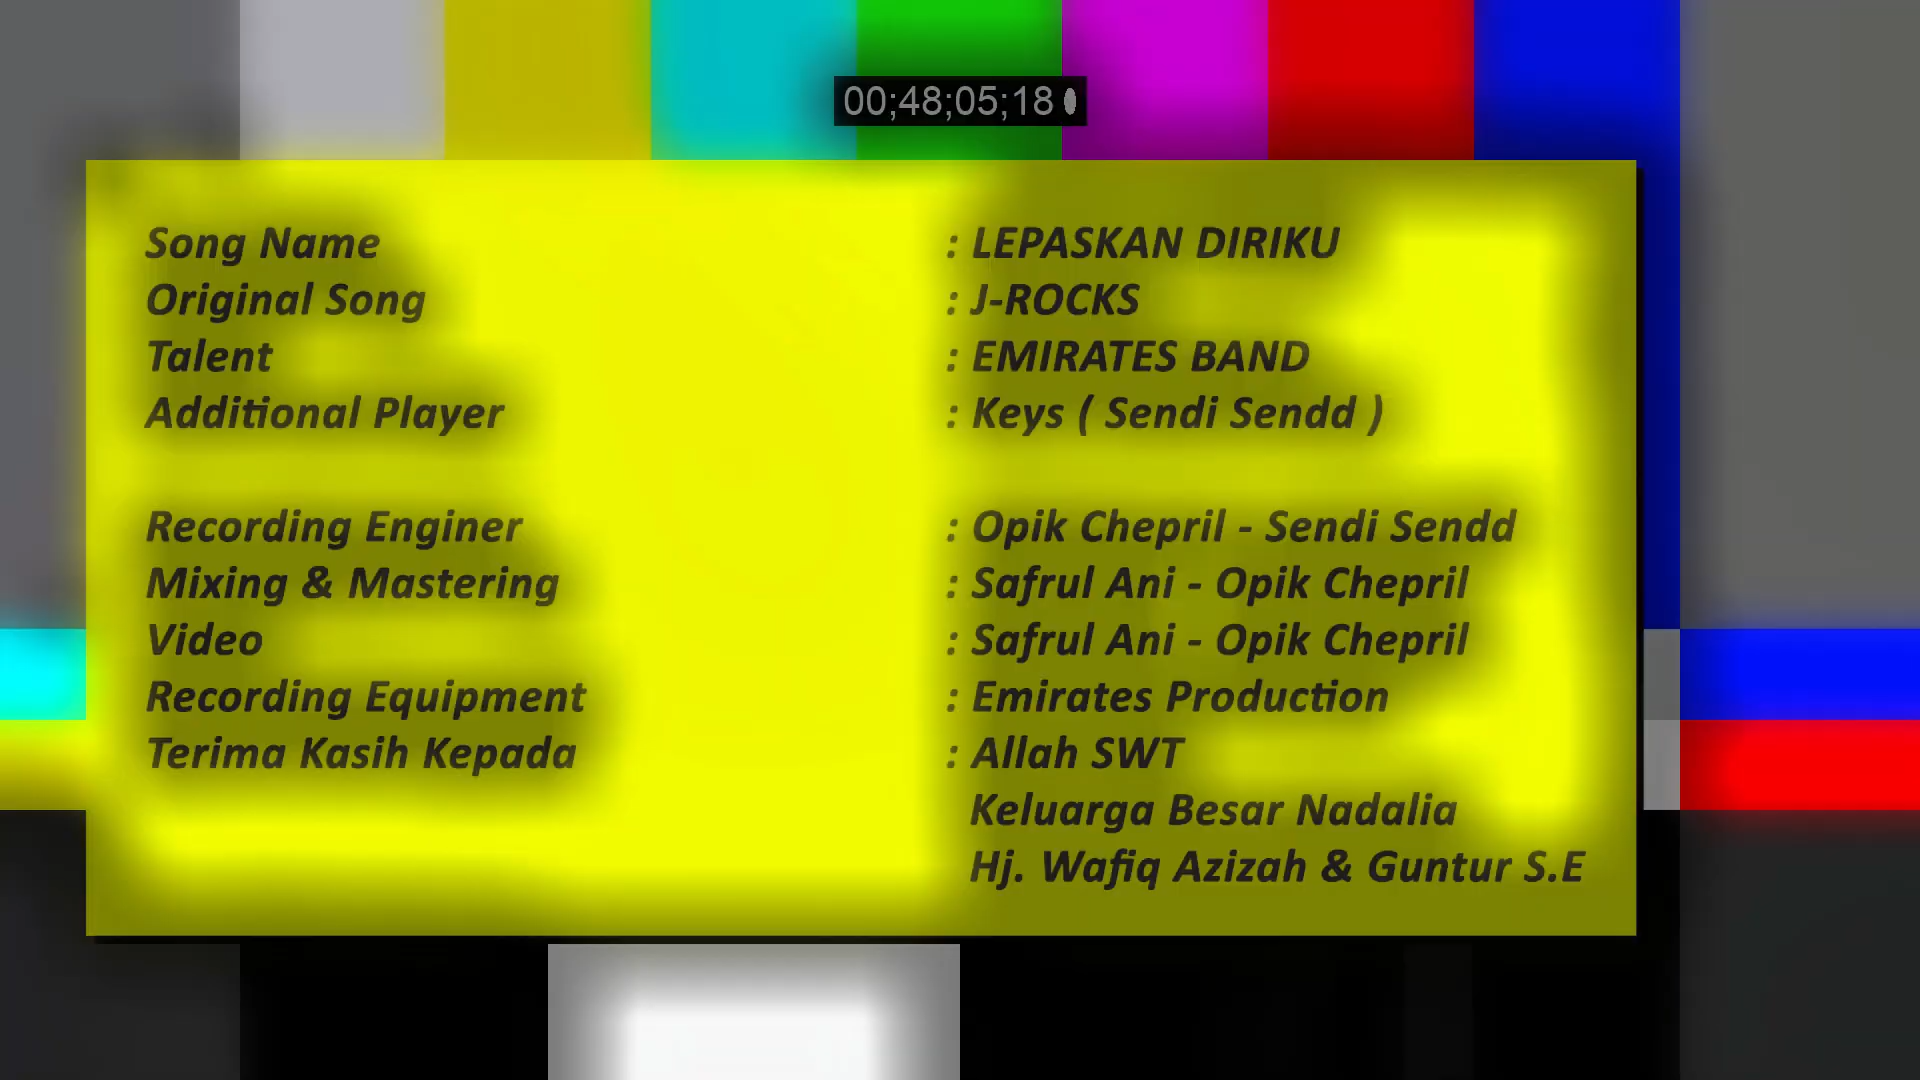 00;48;05;18
Song Name : LEPASKAN DIRIKU
Original Song : J-ROCKS
Talent : EMIRATES BAND
Additional Player : Keys ( Sendi Sendd )
Recording Enginer : Opik Chepril - Sendi Sendd
Mixing & Mastering : Safrul Ani - Opik Chepril
Video : Safrul Ani - Opik Chepril
Recording Equipment : Emirates Production
Terima Kasih Kepada : Allah SWT
Keluarga Besar Nadalia
Hj. Wafiq Azizah & Guntur S.E